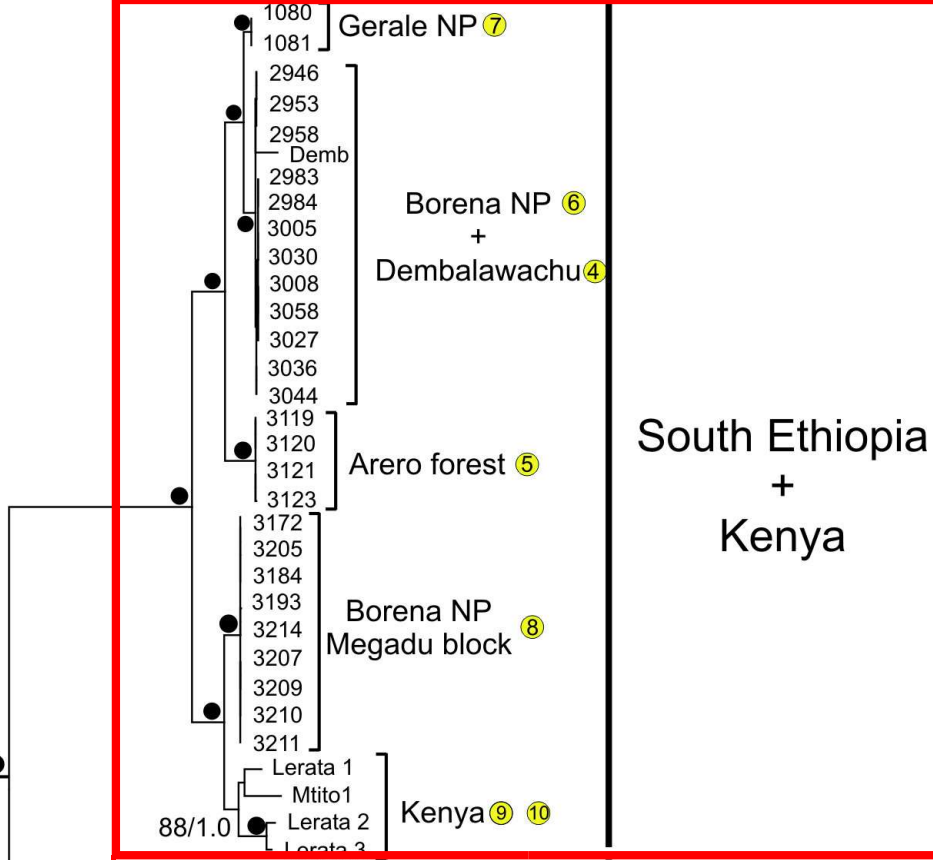 1080
1081
Gerale NP 7
2946
2953
2958
Demb
2983
2984
3005
3030
3008
3058
3027
3036
3044
Borena NP 6
+
Dembalawachu 4
3119
3120
3121
3123
Arero forest 5
3172
3205
3184
3193
3214
3207
3209
3210
3211
Borena NP
Megadu block 8
Lerata 1
Mtito1
Lerata 2
Lerata 3
88/1.0
Kenya 9 10
South Ethiopia
+
Kenya